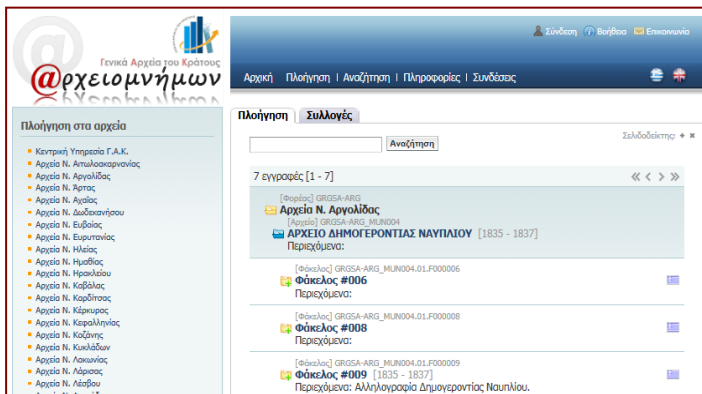 Σύνδεση Βοήθεια Επικοινωνία
Γενικά Αρχεία του Κράτους
@ρχειομνήμων
Αρχική Πλοήγηση | Αναζήτηση | Πληροφορίες | Συνδέσεις
Πλοήγηση στα αρχεία
Κεντρική Υπηρεσία Γ.Α.Κ.
Αρχεία Ν. Αιτωλοακαρνανίας
Αρχεία Ν. Αργολίδας
Αρχεία Ν. Άρτας
Αρχεία Ν. Αχαΐας
Αρχεία Ν. Δωδεκανήσου
Αρχεία Ν. Ευβοίας
Αρχεία Ν. Ευρυτανίας
Αρχεία Ν. Ηλείας
Αρχεία Ν. Ημαθίας
Αρχεία Ν. Ηρακλείου
Αρχεία Ν. Καβάλας
Αρχεία Ν. Καρδίτσας
Αρχεία Ν. Κέρκυρας
Αρχεία Ν. Κεφαλληνίας
Αρχεία Ν. Κοζάνης
Αρχεία Ν. Κυκλάδων
Αρχεία Ν. Λακωνίας
Αρχεία Ν. Λάρισας
Αρχεία Ν. Λέσβου
Πλοήγηση Συλλογές
Αναζήτηση
Σελιδοδείκτης: + ×
7 εγγραφές [1 - 7] « < > »
[Φορέας] GRGSA-ARG
Αρχεία Ν. Αργολίδας
[Αρχείο] GRGSA-ARG_MUN004
ΑΡΧΕΙΟ ΔΗΜΟΓΕΡΟΝΤΙΑΣ ΝΑΥΠΛΙΟΥ [1835 - 1837]
Περιεχόμενα:
[Φάκελος] GRGSA-ARG_MUN004.01.F000006
Φάκελος #006
Περιεχόμενα:
[Φάκελος] GRGSA-ARG_MUN004.01.F000008
Φάκελος #008
Περιεχόμενα:
[Φάκελος] GRGSA-ARG_MUN004.01.F000009
Φάκελος #009 [1835 - 1837]
Περιεχόμενα: Αλληλογραφία Δημογεροντίας Ναυπλίου.